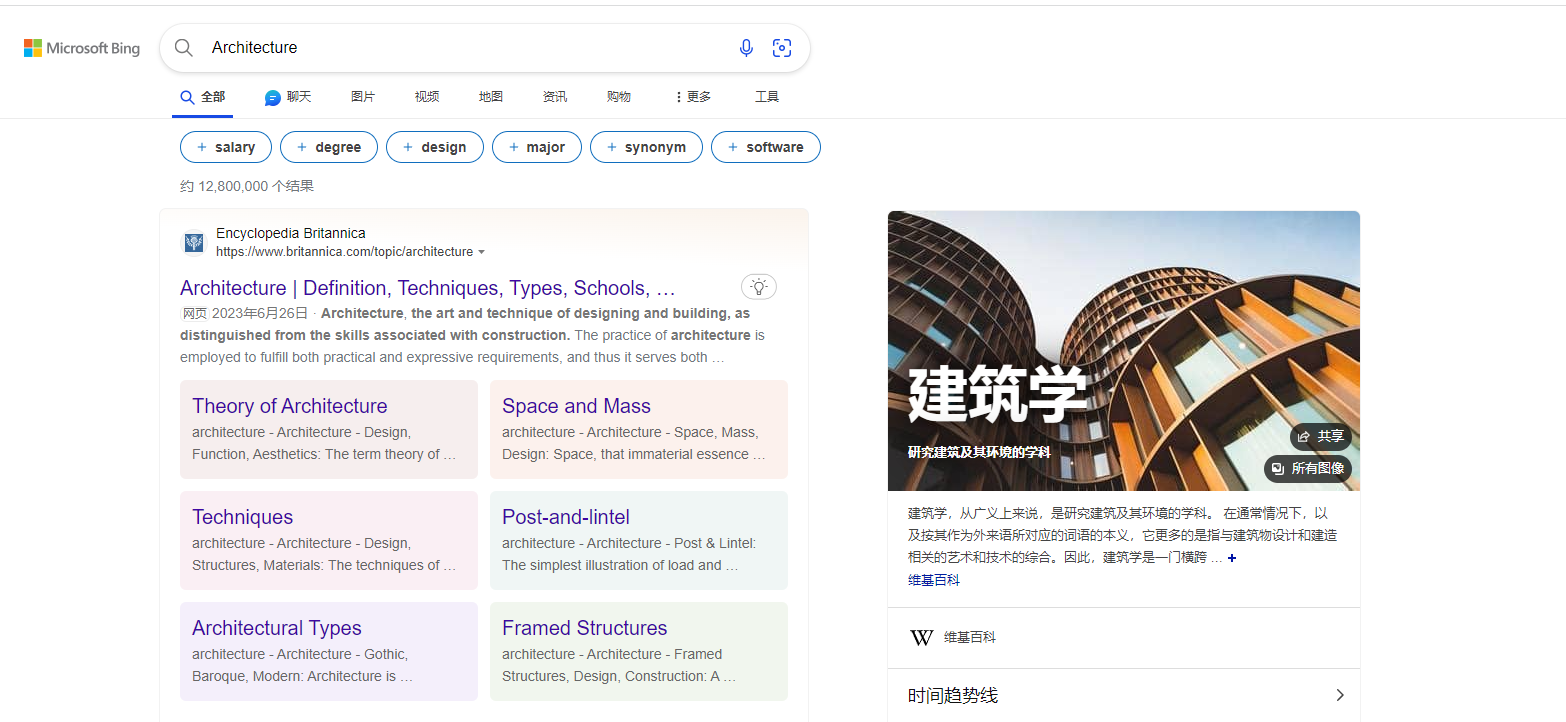 Microsoft Bing
Architecture
全部
聊天
图片
视频
地图
资讯
购物
更多
工具
+ salary
+ degree
+ design
+ major
+ synonym
+ software
约 12,800,000 个结果
Encyclopedia Britannica
https://www.britannica.com/topic/architecture
Architecture | Definition, Techniques, Types, Schools, …
网页 2023年6月26日 · Architecture, the art and technique of designing and building, as
distinguished from the skills associated with construction. The practice of architecture is
employed to fulfill both practical and expressive requirements, and thus it serves both …
Theory of Architecture
architecture - Architecture - Design,
Function, Aesthetics: The term theory of …
Space and Mass
architecture - Architecture - Space, Mass,
Design: Space, that immaterial essence …
Techniques
architecture - Architecture - Design,
Structures, Materials: The techniques of …
Post-and-lintel
architecture - Architecture - Post & Lintel:
The simplest illustration of load and …
Architectural Types
architecture - Architecture - Gothic,
Baroque, Modern: Architecture is …
Framed Structures
architecture - Architecture - Framed
Structures, Design, Construction: A …
建筑学
研究建筑及其环境的学科
共享
所有图像
建筑学，从广义上来说，是研究建筑及其环境的学科。 在通常情况下，以
及按其作为外来语所对应的词语的本义，它更多的是指与建筑物设计和建造
相关的艺术和技术的综合。因此，建筑学是一门横跨 … +
维基百科
W 维基百科
时间趋势线